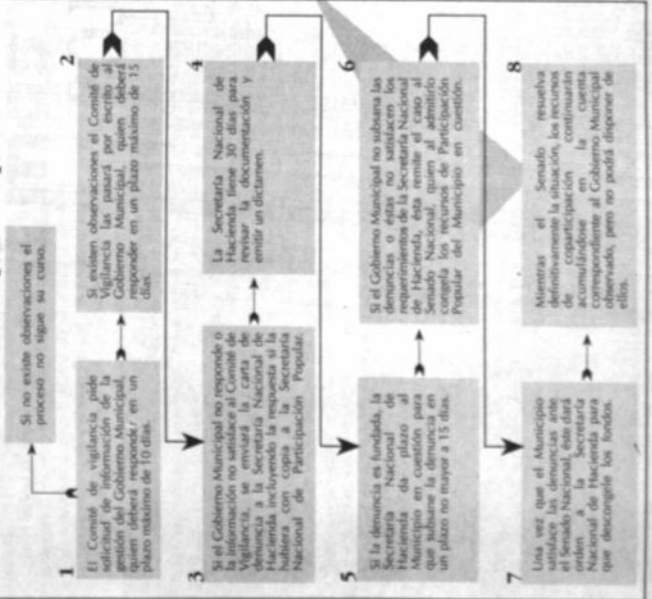 Si no existe observaciones el
proceso no sigue su curso.
1
El Comité de vigilancia pide
solicitud de información de la
gestión del Gobierno Municipal,
quien deberá responder en un
plazo máximo de 10 días.
2
Si existen observaciones el Comité de
Vigilancia las pasará por escrito al
Gobierno Municipal, quien deberá
responder en un plazo máximo de 15
días.
3
Si el Gobierno Municipal no responde o
la información no satisface al Comité de
Vigilancia, se enviará la carta de
denuncia a la Secretaría Nacional de
Hacienda incluyendo la respuesta si la
hubiera con copia a la Secretaría
Nacional de Participación Popular.
4
La Secretaría Nacional de
Hacienda tiene 30 días para
revisar la documentación y
emitir un dictamen.
5
Si la denuncia es fundada, la
Secretaría Nacional de
Hacienda da plazo al
Municipio en cuestión para
que subsane la denuncia en
un plazo no mayor a 15 días.
6
Si el Gobierno Municipal no subsana las
denuncias o éstas no satisfacen los
requerimientos de la Secretaría Nacional
de Hacienda, ésta remite el caso al
Senado Nacional, quien al admitirlo
congela los recursos de Participación
Popular del Municipio en cuestión.
7
Una vez que el Municipio
satisface las denuncias ante
el Senado Nacional, éste dará
orden a la Secretaría
Nacional de Hacienda para
que descongele los fondos.
8
Mientras el Senado resuelva
definitivamente la situación, los recursos
de coparticipación continuarán
acumulándose en la cuenta
correspondiente al Gobierno Municipal
observado, pero no podrá disponer de
ellos.